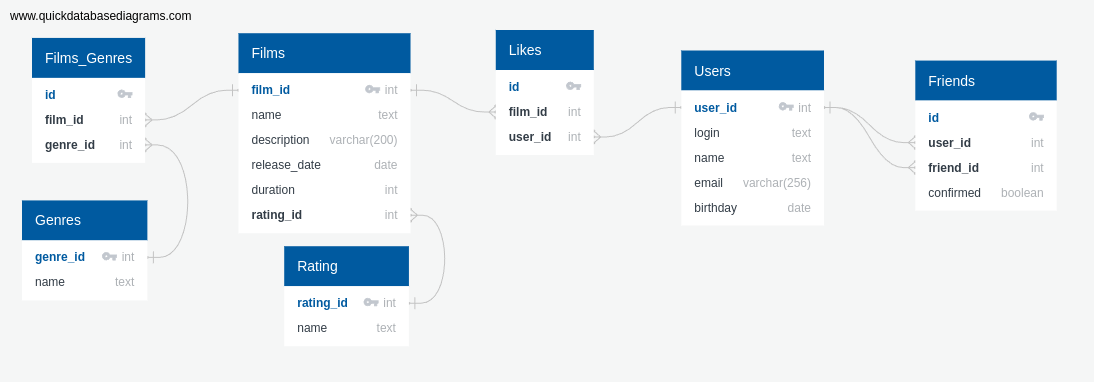 www.quickdatabasediagrams.com
Films_Genres
id
film_id int
genre_id int
Genres
genre_id int
name text
Films
film_id int
name text
description varchar(200)
release_date date
duration int
rating_id int
Rating
rating_id int
name text
Likes
id
film_id int
user_id int
Users
user_id int
login text
name text
email varchar(256)
birthday date
Friends
id
user_id int
friend_id int
confirmed boolean